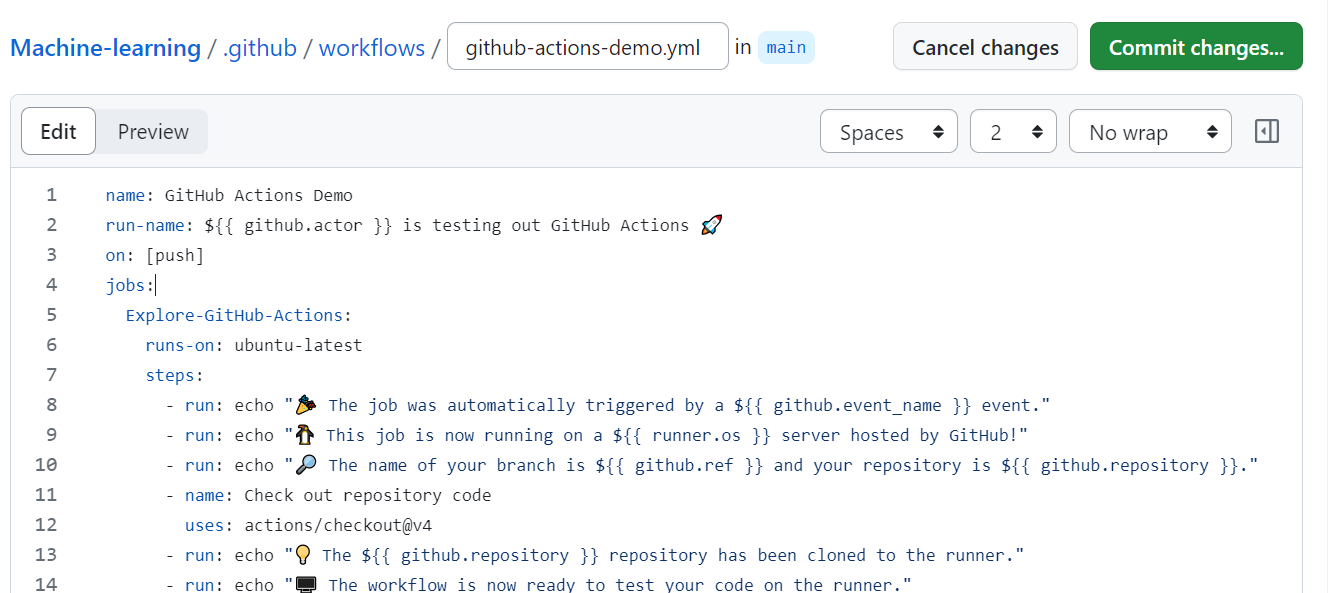 Machine-learning / .github / workflows / github-actions-demo.yml in main Cancel changes Commit changes...
Edit Preview Spaces 2 No wrap
1 name: GitHub Actions Demo
2 run-name: ${{ github.actor }} is testing out GitHub Actions 🚀
3 on: [push]
4 jobs:
5 Explore-GitHub-Actions:
6 runs-on: ubuntu-latest
7 steps:
8 - run: echo "🎉 The job was automatically triggered by a ${{ github.event_name }} event."
9 - run: echo "🐧 This job is now running on a ${{ runner.os }} server hosted by GitHub!"
10 - run: echo "🔎 The name of your branch is ${{ github.ref }} and your repository is ${{ github.repository }}."
11 - name: Check out repository code
12 uses: actions/checkout@v4
13 - run: echo "💡 The ${{ github.repository }} repository has been cloned to the runner."
14 - run: echo "🖥️ The workflow is now ready to test your code on the runner."